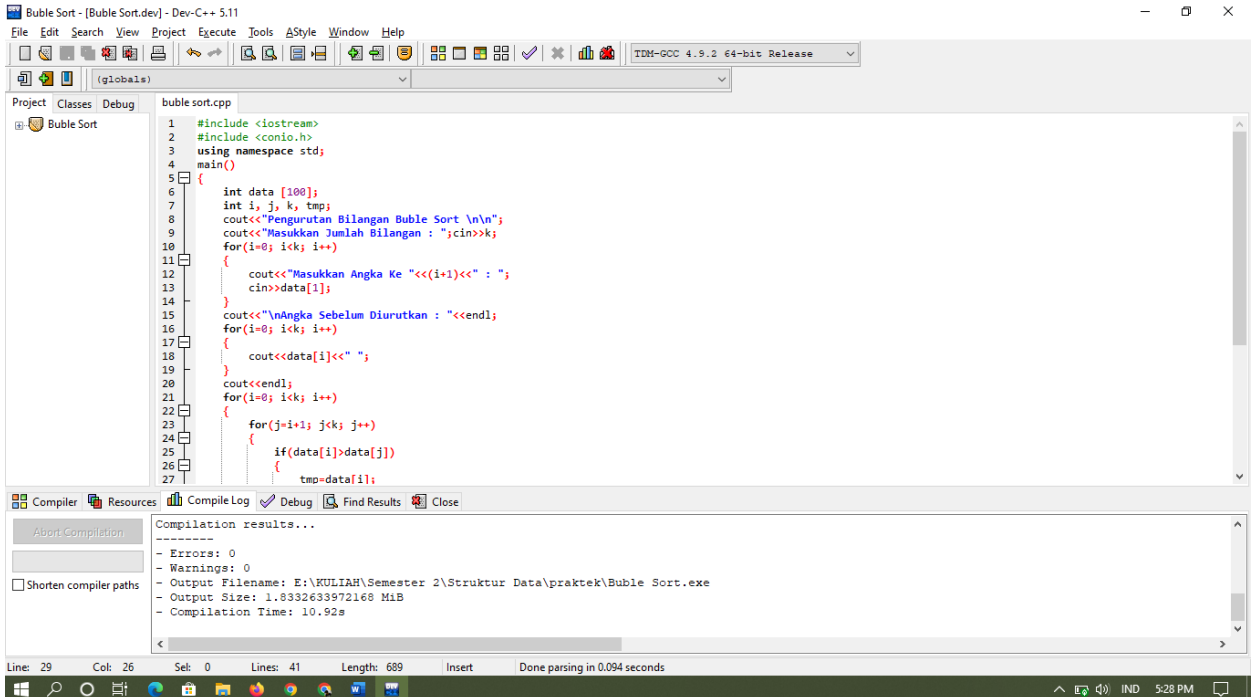 Buble Sort - [Buble Sort.dev] - Dev-C++ 5.11
File Edit Search View Project Execute Tools AStyle Window Help
TDM-GCC 4.9.2 64-bit Release
(globals)
Project Classes Debug
buble sort.cpp
Buble Sort
1 #include <iostream>
2 #include <conio.h>
3 using namespace std;
4 main()
5 {
6 int data [100];
7 int i, j, k, tmp;
8 cout<<"Pengurutan Bilangan Buble Sort \n\n";
9 cout<<"Masukkan Jumlah Bilangan : ";cin>>k;
10 for(i=0; i<k; i++)
11 {
12 cout<<"Masukkan Angka Ke "<<(i+1)<<" : ";
13 cin>>data[1];
14 }
15 cout<<"\nAngka Sebelum Diurutkan : "<<endl;
16 for(i=0; i<k; i++)
17 {
18 cout<<data[i]<<" ";
19 }
20 cout<<endl;
21 for(i=0; i<k; i++)
22 {
23 for(j=i+1; j<k; j++)
24 {
25 if(data[i]>data[j])
26 {
27 tmp=data[i];
Compiler Resources Compile Log Debug Find Results Close
Abort Compilation
Shorten compiler paths
Compilation results...
--------
- Errors: 0
- Warnings: 0
- Output Filename: E:\KULIAH\Semester 2\Struktur Data\praktek\Buble Sort.exe
- Output Size: 1.8332633972168 MiB
- Compilation Time: 10.92s
Line: 29 Col: 26 Sel: 0 Lines: 41 Length: 689 Insert Done parsing in 0.094 seconds
IND 5:28 PM